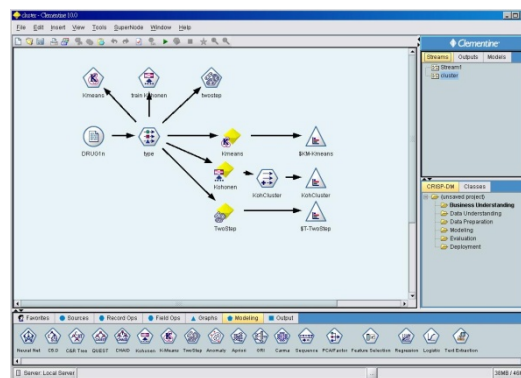 cluster - Clementine 10.0
File Edit Insert View Tools SuperNode Window Help
Clementine
Streams Outputs Models
Stream1
cluster
Kmeans
train Kohonen
twostep
DRUG1n
type
Kmeans
$KM-Kmeans
Kohonen
KohCluster
KohCluster
TwoStep
$T-TwoStep
CRISP-DM Classes
(unsaved project)
Business Understanding
Data Understanding
Data Preparation
Modeling
Evaluation
Deployment
Favorites Sources Record Ops Field Ops Graphs Modeling Output
Neural Net C5.0 C&R Tree QUEST CHAID Kohonen K-Means TwoStep Anomaly Apriori GRI Carma Sequence PCA/Factor Feature Selection Regression Logistic Text Extraction
Server: Local Server